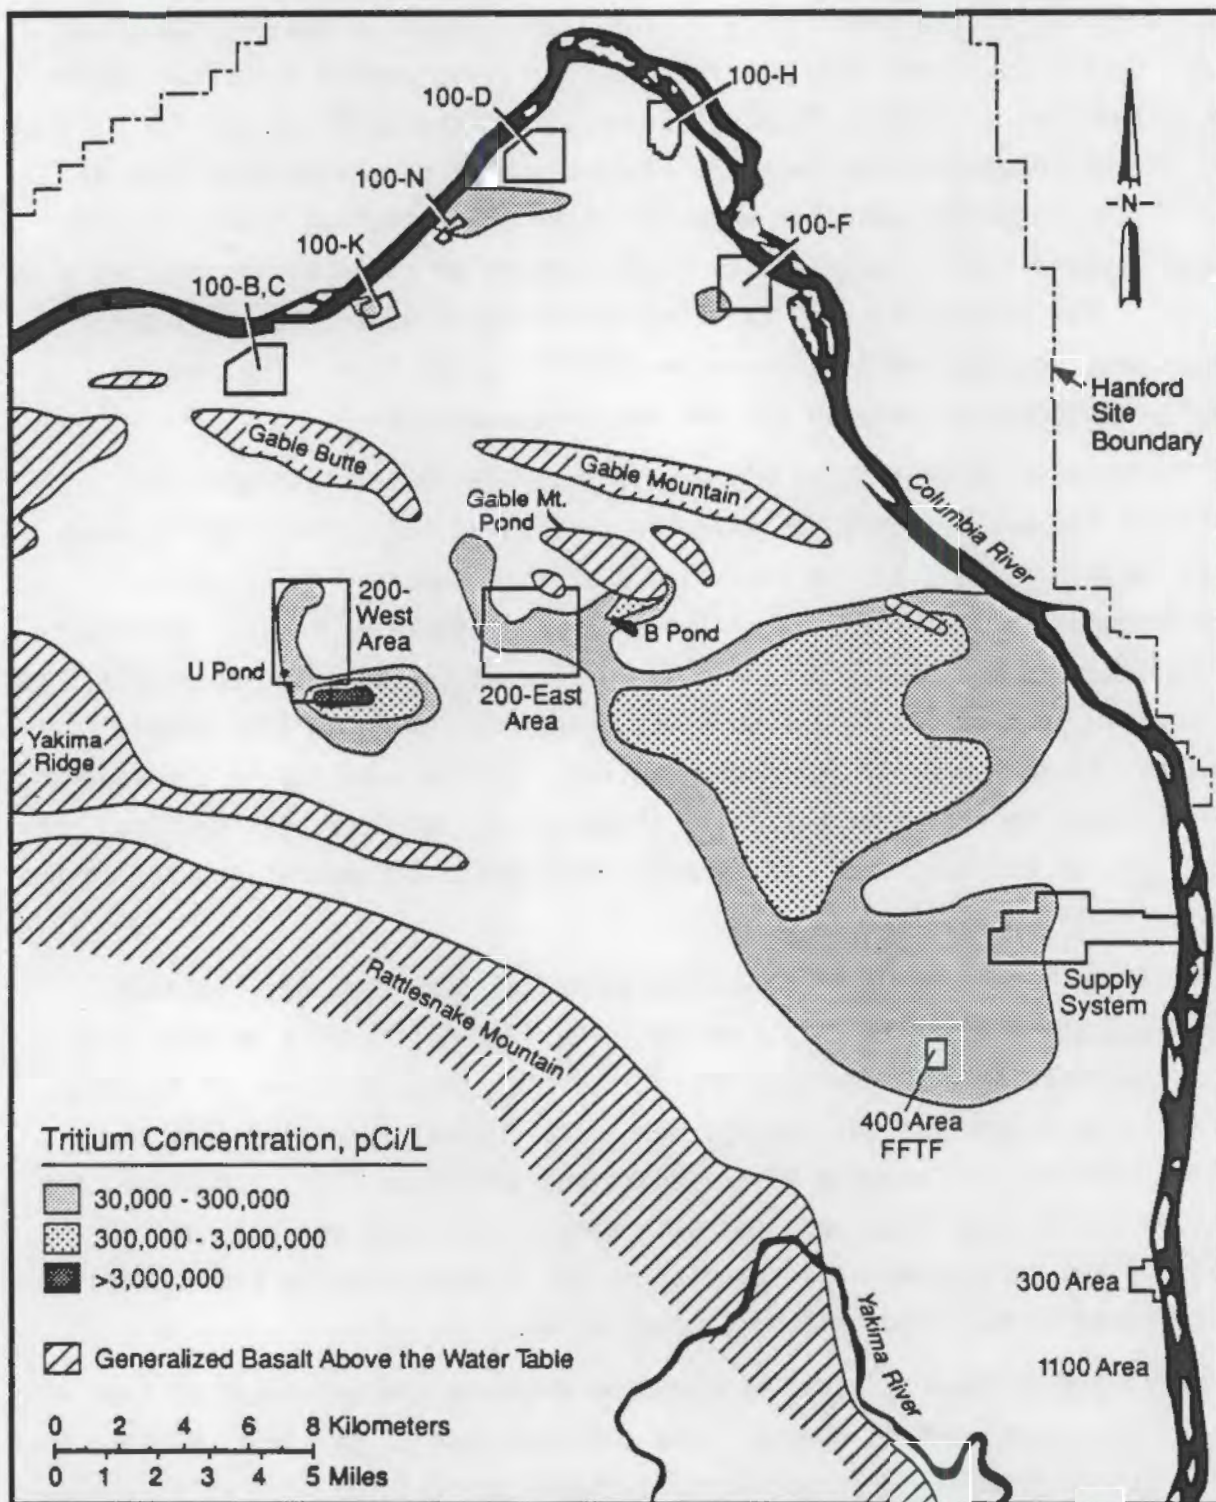 100-H
100-D
100-N
100-F
100-K
100-B,C
N
Hanford
Site
Boundary
Gable Butte
Gable Mountain
Gable Mt.
Pond
Columbia River
200-
West
Area
B Pond
U Pond
200-East
Area
Yakima
Ridge
Rattlesnake Mountain
Supply
System
400 Area
FFTF
Tritium Concentration, pCi/L
30,000 - 300,000
300,000 - 3,000,000
>3,000,000
300 Area
Yakima River
Generalized Basalt Above the Water Table
1100 Area
0 2 4 6 8 Kilometers
0 1 2 3 4 5 Miles